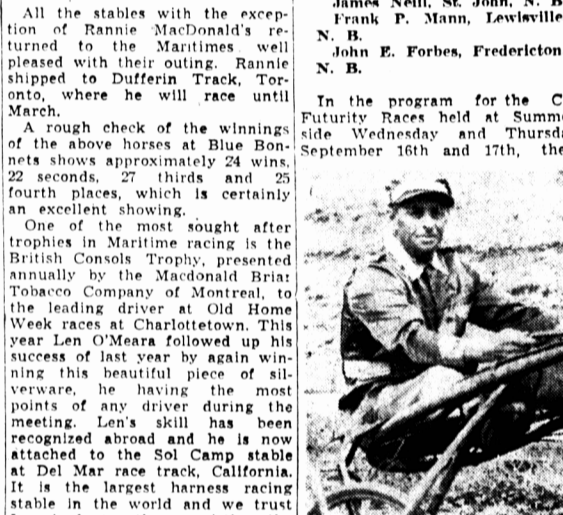 All the stables with the excep-
tion of Rannie MacDonald's re-
turned to the Maritimes well
pleased with their outing. Rannie
shipped to Dufferin Track, Tor-
onto, where he will race until
March.
A rough check of the winnings
of the above horses at Blue Bon-
nets shows approximately 24 wins,
22 seconds, 27 thirds and 25
fourth places, which is certainly
an excellent showing.
One of the most sought after
trophies in Maritime racing is the
British Consols Trophy, presented
annually by the Macdonald Briar
Tobacco Company of Montreal, to
the leading driver at Old Home
Week races at Charlottetown. This
year Len O'Meara followed up his
success of last year by again win-
ning this beautiful piece of sil-
verware, he having the most
points of any driver during the
meeting. Len's skill has been
recognized abroad and he is now
attached to the Sol Camp stable
at Del Mar race track, California.
It is the largest harness racing
stable in the world and we trust
James Neill, St. John, N. B.
Frank P. Mann, Lewisville
N. B.
John E. Forbes, Fredericton
N. B.
In the program for the C
Futurity Races held at Summe
side Wednesday and Thursda
September 16th and 17th, the